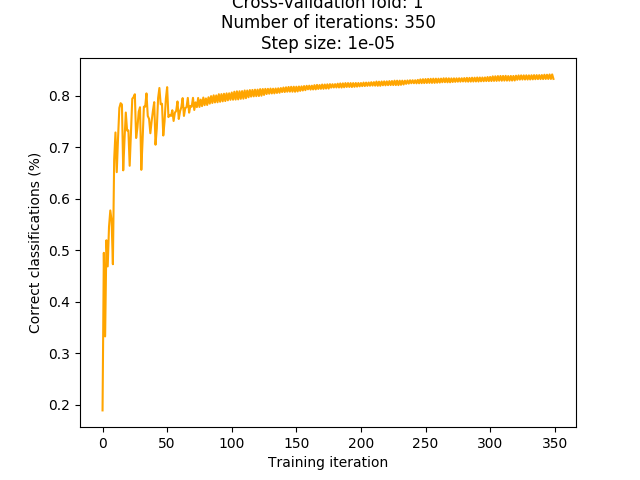 Cross-validation fold: 1
Number of iterations: 350
Step size: 1e-05
Correct classifications (%)
0.8
0.7
0.6
0.5
0.4
0.3
0.2
0 50 100 150 200 250 300 350
Training iteration